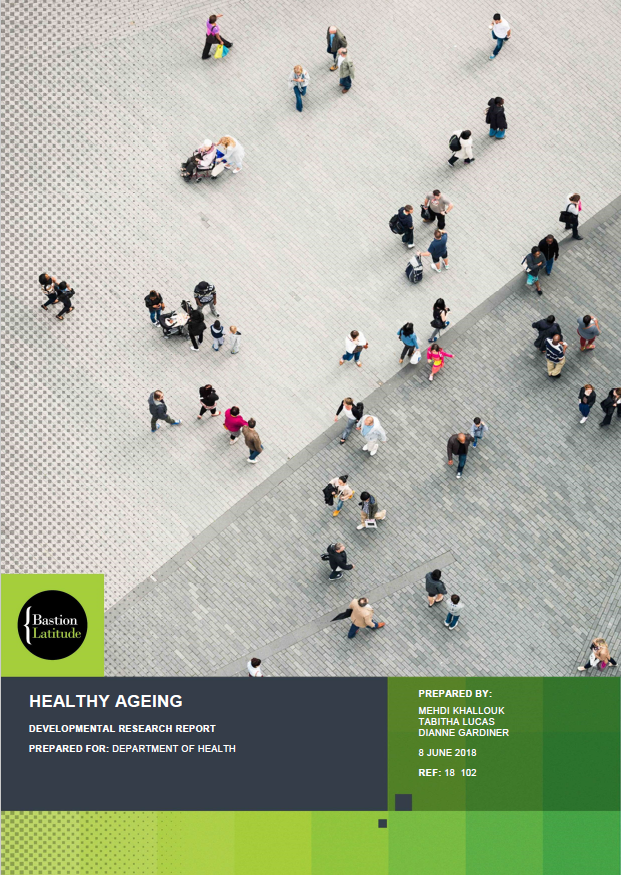 {Bastion
Latitude
HEALTHY AGEING
DEVELOPMENTAL RESEARCH REPORT
PREPARED FOR: DEPARTMENT OF HEALTH
PREPARED BY:
MEHDI KHALLOUK
TABITHA LUCAS
DIANNE GARDINER
8 JUNE 2018
REF: 18 102